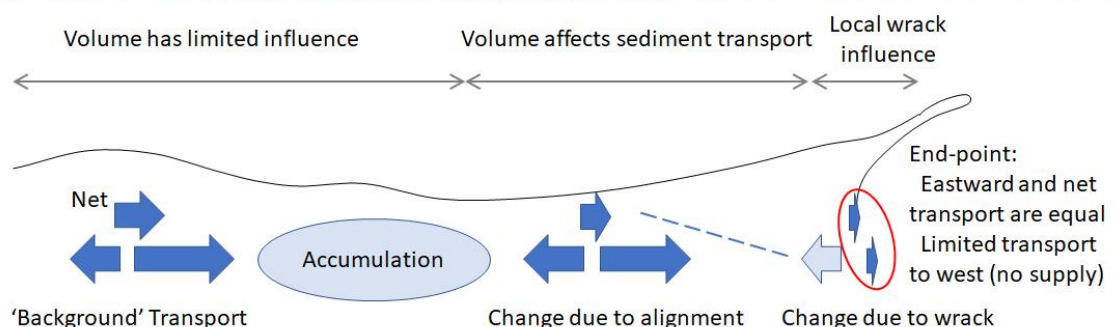 Volume has limited influence
Volume affects sediment transport
Local wrack
influence
Net
Accumulation
End-point:
Eastward and net
transport are equal
Limited transport
to west (no supply)
'Background' Transport
Change due to alignment
Change due to wrack